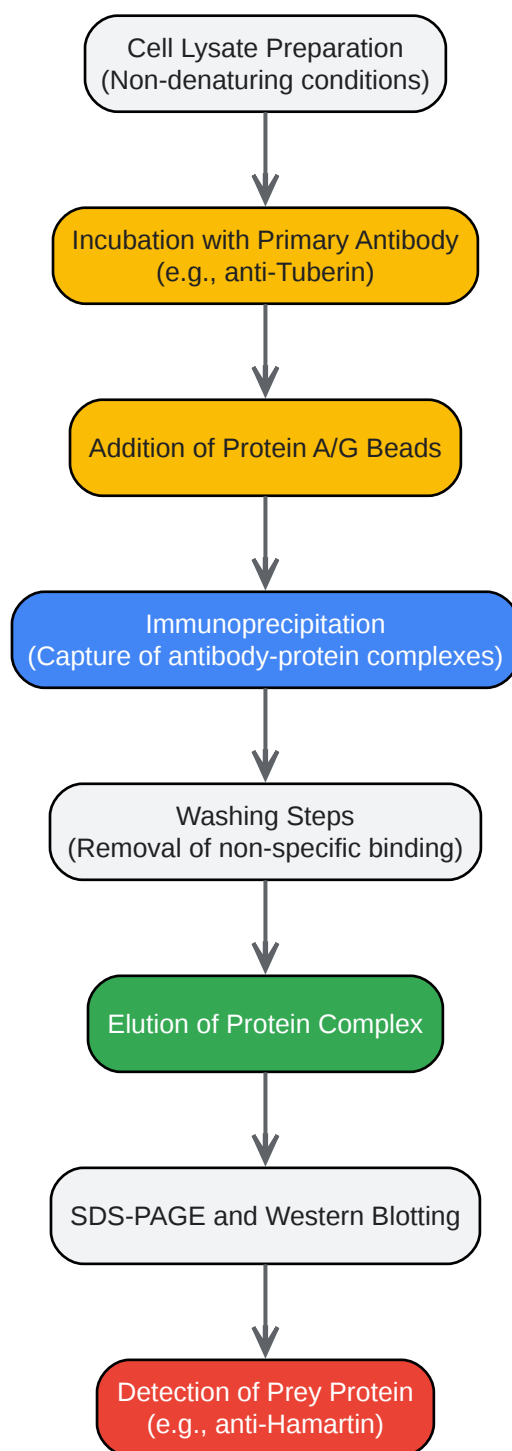 Cell Lysate Preparation
(Non-denaturing conditions)
Incubation with Primary Antibody
(e.g., anti-Tuberin)
Addition of Protein A/G Beads
Immunoprecipitation
(Capture of antibody-protein complexes)
Washing Steps
(Removal of non-specific binding)
Elution of Protein Complex
SDS-PAGE and Western Blotting
Detection of Prey Protein
(e.g., anti-Hamartin)